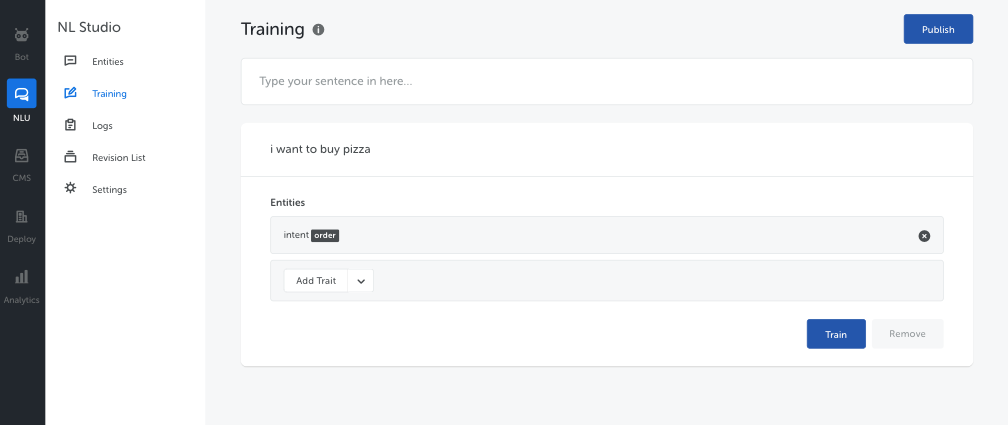 NL Studio
Bot
NLU
CMS
Deploy
Analytics
Entities
Training
Logs
Revision List
Settings
Training
Publish
Type your sentence in here...
i want to buy pizza
Entities
intent order
Add Trait
Train Remove